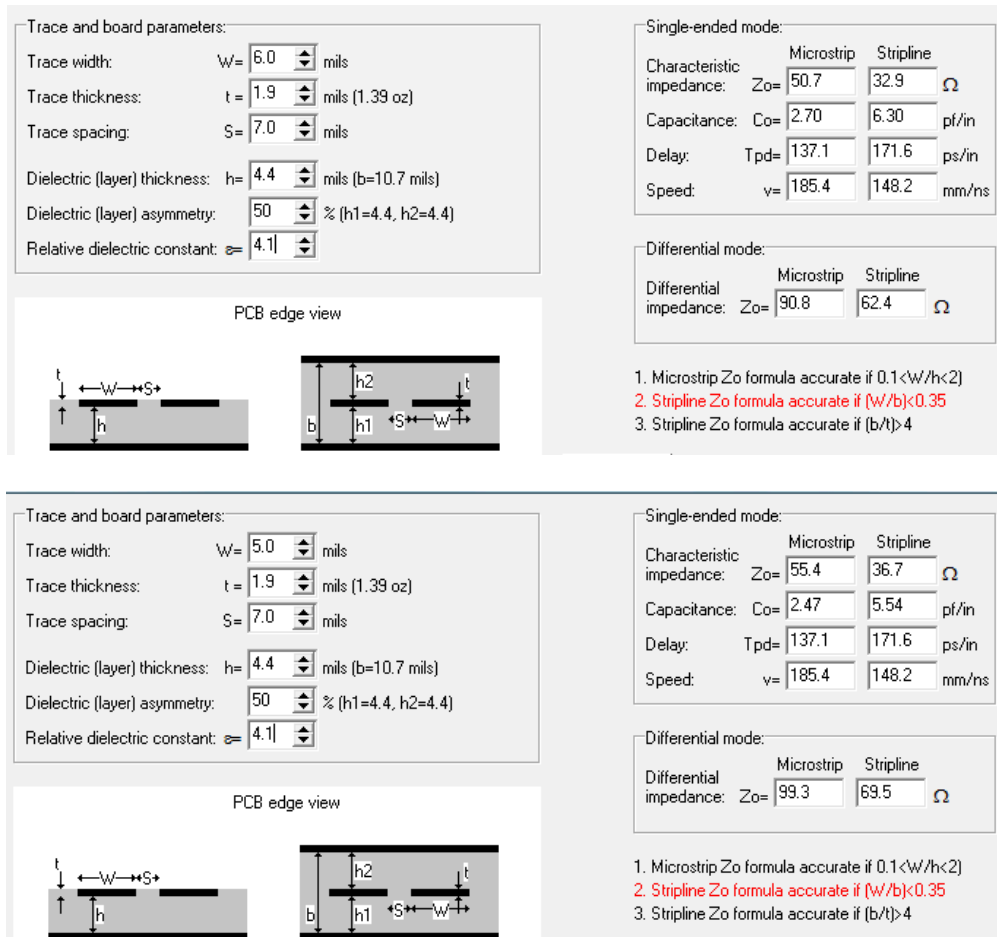 Trace and board parameters:
Trace width: W= 6.0 mils
Trace thickness: t = 1.9 mils (1.39 oz)
Trace spacing: S= 7.0 mils
Dielectric (layer) thickness: h= 4.4 mils (b=10.7 mils)
Dielectric (layer) asymmetry: 50 % (h1=4.4, h2=4.4)
Relative dielectric constant: ε= 4.1
PCB edge view
t W S h
h2 t b h1 S W
Single-ended mode:
Microstrip Stripline
Characteristic
impedance: Zo= 50.7 32.9 Ω
Capacitance: Co= 2.70 6.30 pf/in
Delay: Tpd= 137.1 171.6 ps/in
Speed: v= 185.4 148.2 mm/ns
Differential mode:
Microstrip Stripline
Differential
impedance: Zo= 90.8 62.4 Ω
1. Microstrip Zo formula accurate if 0.1<W/h<2)
2. Stripline Zo formula accurate if (W/b)<0.35
3. Stripline Zo formula accurate if (b/t)>4
Trace and board parameters:
Trace width: W= 5.0 mils
Trace thickness: t = 1.9 mils (1.39 oz)
Trace spacing: S= 7.0 mils
Dielectric (layer) thickness: h= 4.4 mils (b=10.7 mils)
Dielectric (layer) asymmetry: 50 % (h1=4.4, h2=4.4)
Relative dielectric constant: ε= 4.1
PCB edge view
t W S h
h2 t b h1 S W
Single-ended mode:
Microstrip Stripline
Characteristic
impedance: Zo= 55.4 36.7 Ω
Capacitance: Co= 2.47 5.54 pf/in
Delay: Tpd= 137.1 171.6 ps/in
Speed: v= 185.4 148.2 mm/ns
Differential mode:
Microstrip Stripline
Differential
impedance: Zo= 99.3 69.5 Ω
1. Microstrip Zo formula accurate if 0.1<W/h<2)
2. Stripline Zo formula accurate if (W/b)<0.35
3. Stripline Zo formula accurate if (b/t)>4